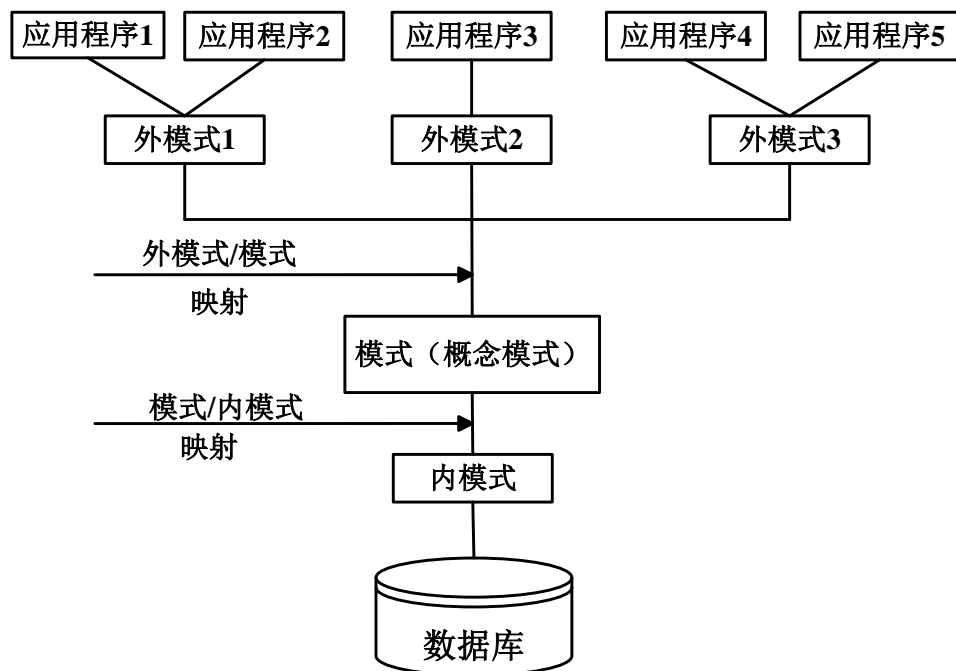 应用程序1
应用程序2
应用程序3
应用程序4
应用程序5
外模式1
外模式2
外模式3
外模式/模式
映射
模式（概念模式）
模式/内模式
映射
内模式
数据库